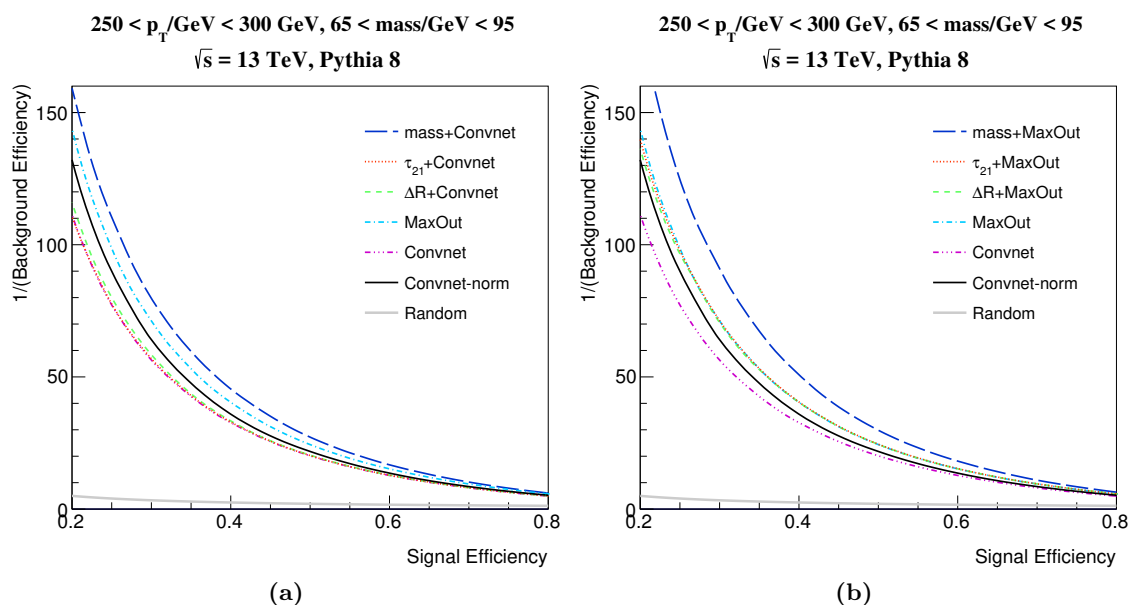 250 < p_T/GeV < 300 GeV, 65 < mass/GeV < 95
√s = 13 TeV, Pythia 8
1/(Background Efficiency)
150
100
50
0
mass+Convnet
τ21+Convnet
ΔR+Convnet
MaxOut
Convnet
Convnet-norm
Random
0.2 0.4 0.6 0.8
Signal Efficiency
(a)
250 < p_T/GeV < 300 GeV, 65 < mass/GeV < 95
√s = 13 TeV, Pythia 8
1/(Background Efficiency)
150
100
50
0
mass+MaxOut
τ21+MaxOut
ΔR+MaxOut
MaxOut
Convnet
Convnet-norm
Random
0.2 0.4 0.6 0.8
Signal Efficiency
(b)